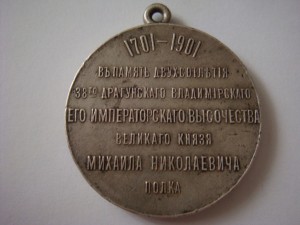 1701–1901
ВЪ ПАМЯТЬ ДВУХСОТЛѢТІЯ
38ГО ДРАГУНСКАГО ВЛАДИМІРСКАГО
ЕГО ИМПЕРАТОРСКАГО ВЫСОЧЕСТВА
ВЕЛИКАГО КНЯЗЯ
МИХАИЛА НИКОЛАЕВИЧА
ПОЛКА